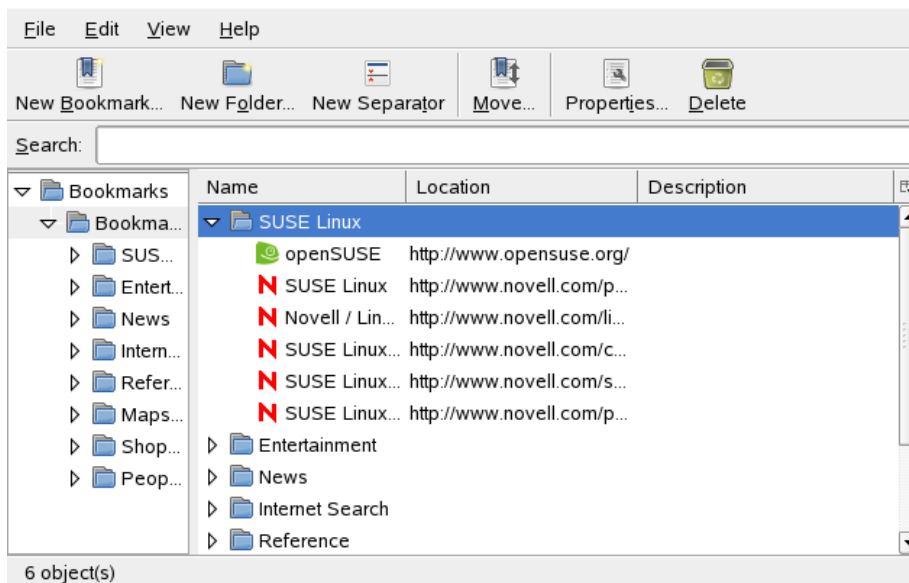 File Edit View Help
New Bookmark... New Folder... New Separator Move... Properties... Delete
Search:
Bookmarks
Bookma...
SUS...
Entert...
News
Intern...
Refer...
Maps...
Shop...
Peop...
Name Location Description
SUSE Linux
openSUSE http://www.opensuse.org/
SUSE Linux http://www.novell.com/p...
Novell / Lin... http://www.novell.com/li...
SUSE Linux... http://www.novell.com/c...
SUSE Linux... http://www.novell.com/s...
SUSE Linux... http://www.novell.com/p...
Entertainment
News
Internet Search
Reference
6 object(s)